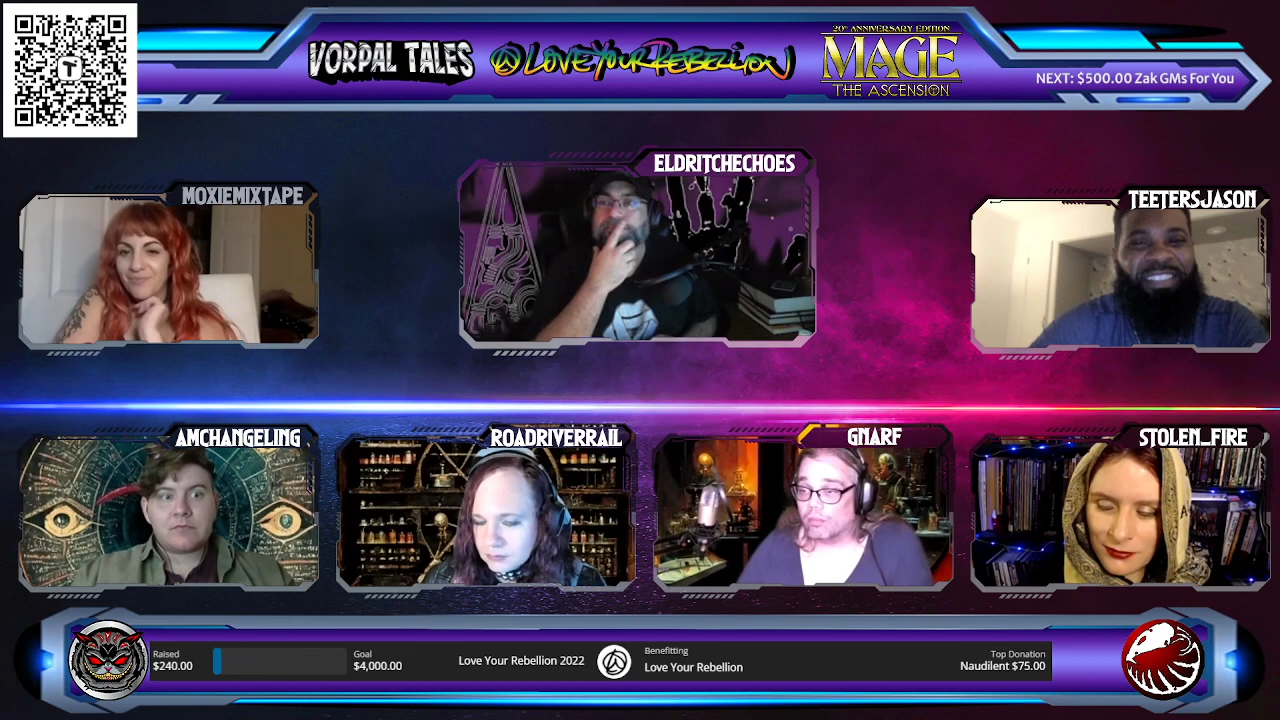 VORPAL TALES
LOVEYOURREBELLION
20th ANNIVERSARY EDITION
MAGE
THE ASCENSION
NEXT: $500.00 Zak GMs For You
T
MOXIEMIXTAPE
ELDRITCHECHOES
TEETERSJASON
AMCHANGELING
ROADRIVERRAIL
GNARF
STOLEN_FIRE
Raised
$240.00
Goal
$4,000.00
Love Your Rebellion 2022
Benefitting
Love Your Rebellion
Top Donation
Naudilent $75.00